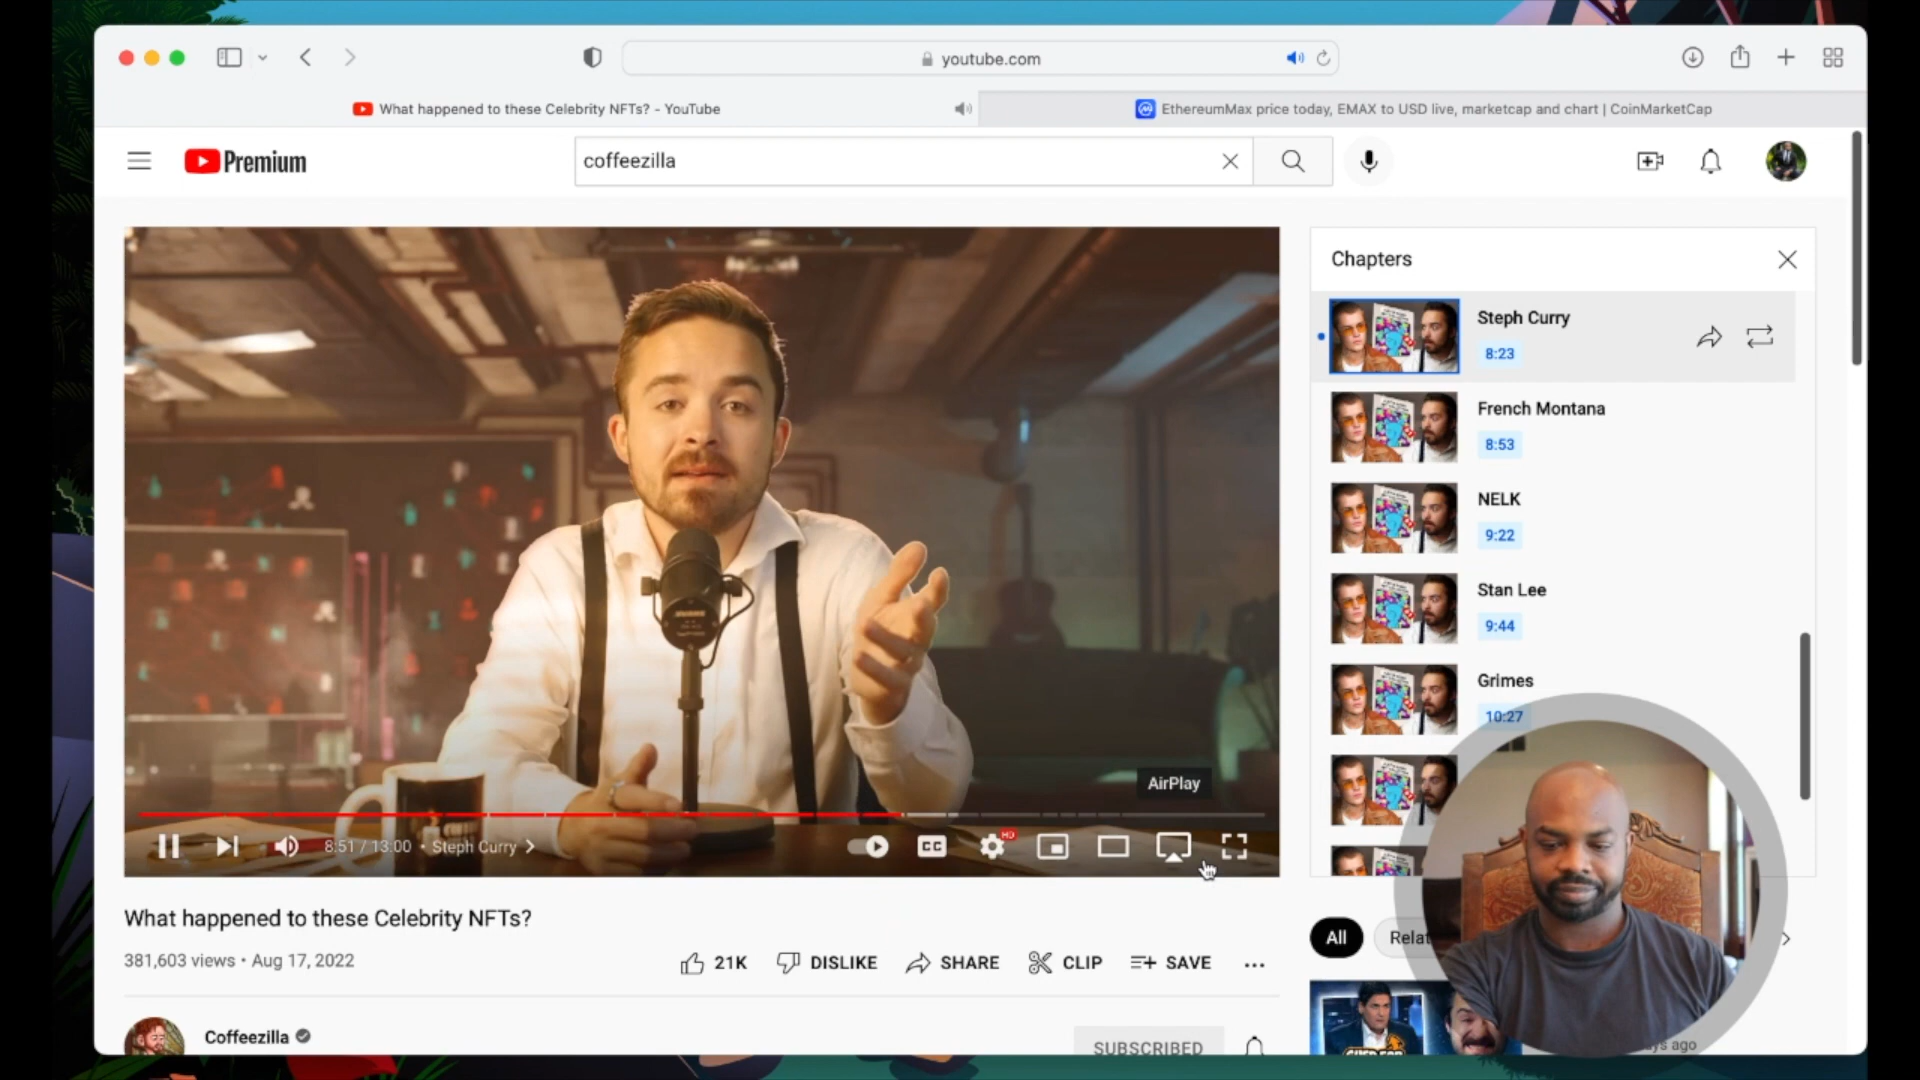 youtube.com
What happened to these Celebrity NFTs? - YouTube
EthereumMax price today, EMAX to USD live, marketcap and chart | CoinMarketCap
Premium
coffeezilla
Chapters
Steph Curry
8:23
French Montana
8:53
NELK
9:22
Stan Lee
9:44
Grimes
10:27
AirPlay
8:51 / 13:00 • Steph Curry
CC
HD
What happened to these Celebrity NFTs?
381,603 views • Aug 17, 2022
21K
DISLIKE
SHARE
CLIP
SAVE
All
Coffeezilla
SUBSCRIBED
ago